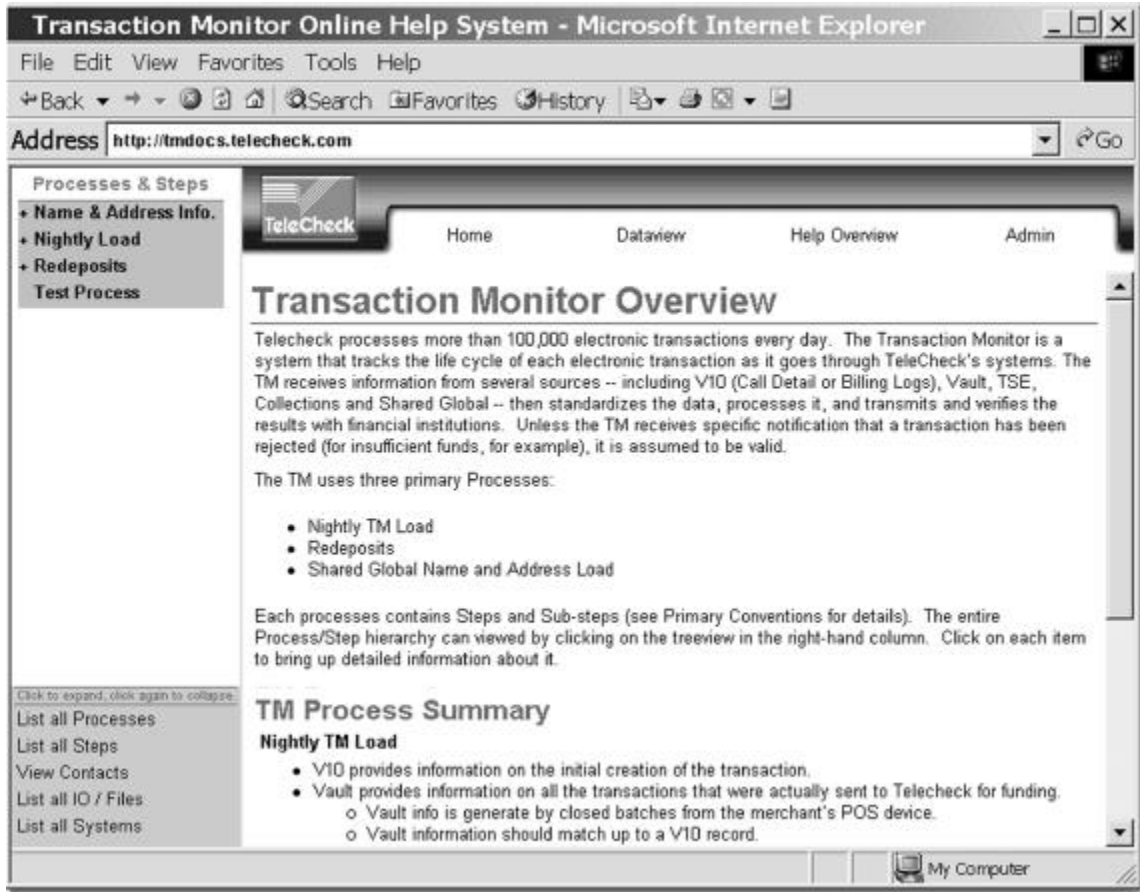 Transaction Monitor Online Help System - Microsoft Internet Explorer
File Edit View Favorites Tools Help
Back Search Favorites History
Address http://tmdocs.telecheck.com Go
Processes & Steps
+ Name & Address Info.
+ Nightly Load
+ Redeposits
Test Process
TeleCheck
Home Dataview Help Overview Admin
Transaction Monitor Overview
Telecheck processes more than 100,000 electronic transactions every day. The Transaction Monitor is a
system that tracks the life cycle of each electronic transaction as it goes through TeleCheck's systems. The
TM receives information from several sources -- including V10 (Call Detail or Billing Logs), Vault, TSE,
Collections and Shared Global -- then standardizes the data, processes it, and transmits and verifies the
results with financial institutions. Unless the TM receives specific notification that a transaction has been
rejected (for insufficient funds, for example), it is assumed to be valid.
The TM uses three primary Processes:
• Nightly TM Load
• Redeposits
• Shared Global Name and Address Load
Each processes contains Steps and Sub-steps (see Primary Conventions for details). The entire
Process/Step hierarchy can viewed by clicking on the treeview in the right-hand column. Click on each item
to bring up detailed information about it.
Click to expand, click again to collapse
List all Processes
List all Steps
View Contacts
List all IO / Files
List all Systems
TM Process Summary
Nightly TM Load
• V10 provides information on the initial creation of the transaction.
• Vault provides information on all the transactions that were actually sent to Telecheck for funding.
o Vault info is generate by closed batches from the merchant's POS device.
o Vault information should match up to a V10 record.
My Computer